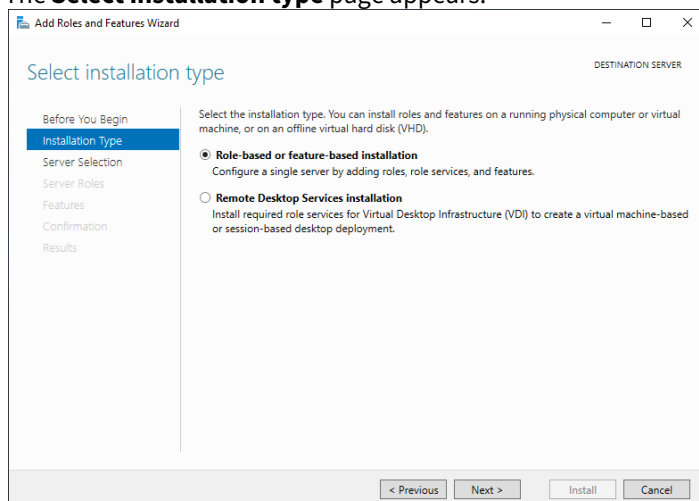 The Select installation type page appears.
Add Roles and Features Wizard
Select installation type
DESTINATION SERVER
Before You Begin
Installation Type
Server Selection
Server Roles
Features
Confirmation
Results
Select the installation type. You can install roles and features on a running physical computer or virtual
machine, or on an offline virtual hard disk (VHD).
Role-based or feature-based installation
Configure a single server by adding roles, role services, and features.
Remote Desktop Services installation
Install required role services for Virtual Desktop Infrastructure (VDI) to create a virtual machine-based
or session-based desktop deployment.
< Previous
Next >
Install
Cancel